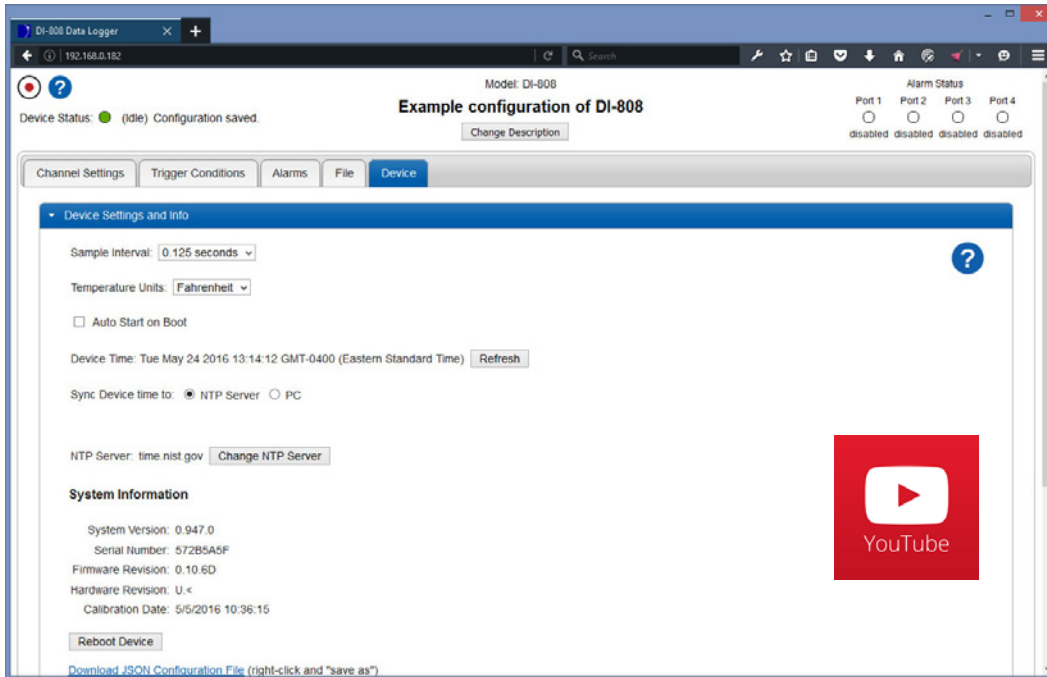 DI-808 Data Logger
192.168.0.182
Search
Model: DI-808
Example configuration of DI-808
Change Description
Device Status: (Idle) Configuration saved.
Alarm Status
Port 1 Port 2 Port 3 Port 4
disabled disabled disabled disabled
Channel Settings Trigger Conditions Alarms File Device
Device Settings and Info
Sample Interval: 0.125 seconds
Temperature Units: Fahrenheit
Auto Start on Boot
Device Time: Tue May 24 2016 13:14:12 GMT-0400 (Eastern Standard Time) Refresh
Sync Device time to: NTP Server PC
NTP Server: time.nist.gov Change NTP Server
System Information
System Version: 0.947.0
Serial Number: 572B5A5F
Firmware Revision: 0.10.6D
Hardware Revision: U.<
Calibration Date: 5/5/2016 10:36:15
Reboot Device
Download JSON Configuration File (right-click and "save as")
YouTube